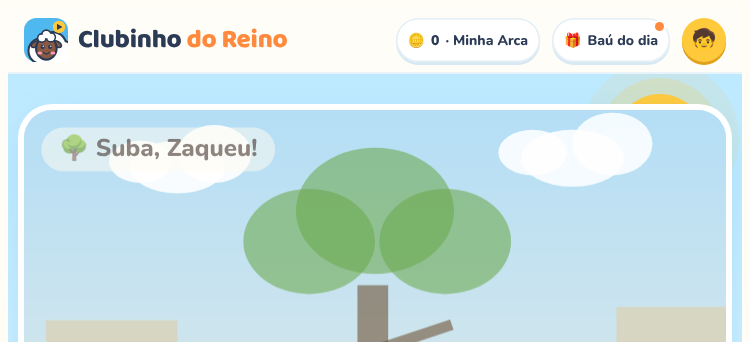 Clubinho do Reino
0 · Minha Arca
Baú do dia
Suba, Zaqueu!